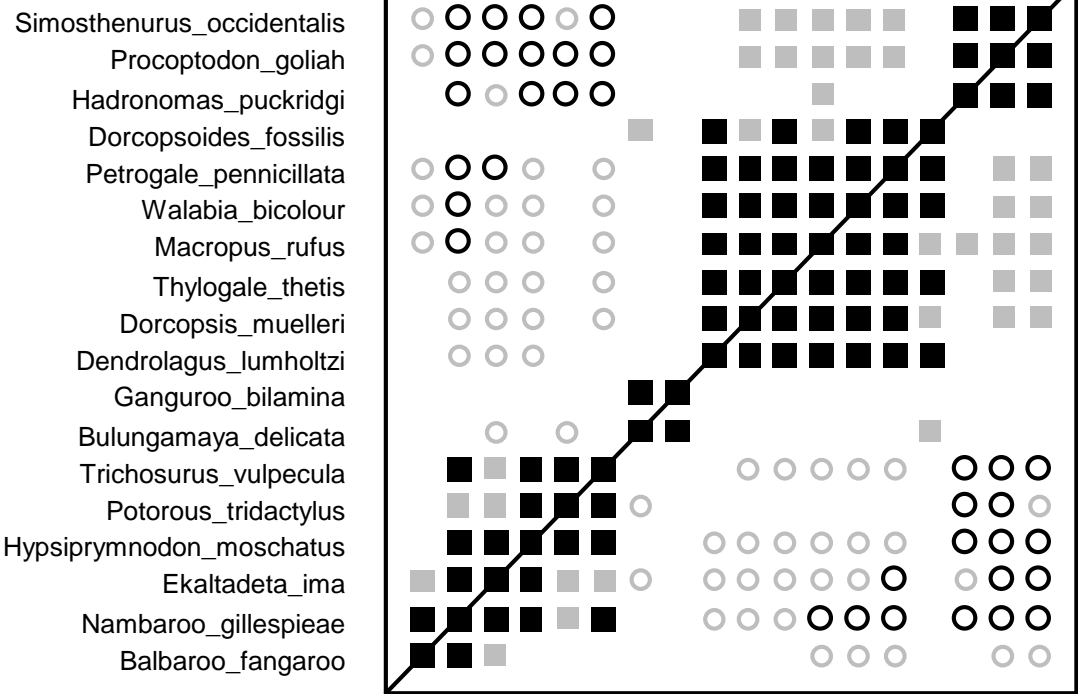 Simosthenurus_occidentalis
Procoptodon_goliah
Hadronomas_puckridgi
Dorcopsoides_fossilis
Petrogale_pennicillata
Walabia_bicolour
Macropus_rufus
Thylogale_thetis
Dorcopsis_muelleri
Dendrolagus_lumholtzi
Ganguroo_bilamina
Bulungamaya_delicata
Trichosurus_vulpecula
Potorous_tridactylus
Hypsiprymnodon_moschatus
Ekaltadeta_ima
Nambaroo_gillespieae
Balbaroo_fangaroo